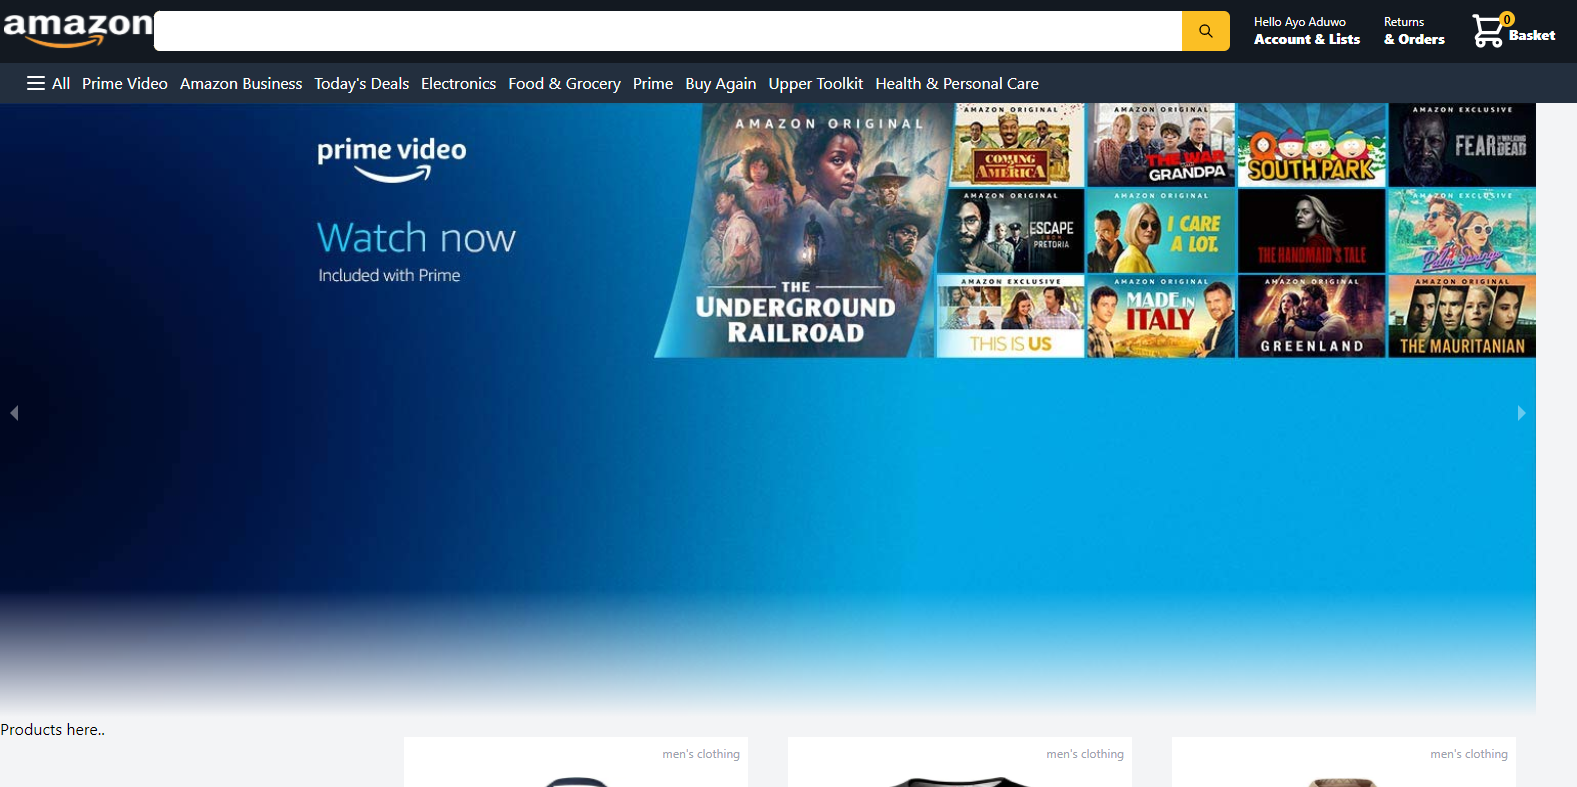 amazon
Hello Ayo Aduwo
Account & Lists
Returns
& Orders
0
Basket
All Prime Video Amazon Business Today's Deals Electronics Food & Grocery Prime Buy Again Upper Toolkit Health & Personal Care
prime video
Watch now
Included with Prime
AMAZON ORIGINAL
THE
UNDERGROUND
RAILROAD
AMAZON ORIGINAL
COMING
2
AMERICA
AMAZON ORIGINAL
THE WAR
WITH
GRANDPA
SOUTH PARK
AMAZON EXCLUSIVE
FEAR THE WALKING DEAD
AMAZON ORIGINAL
ESCAPE
FROM
PRETORIA
AMAZON ORIGINAL
I CARE
A LOT.
THE HANDMAID'S TALE
AMAZON EXCLUSIVE
Palm Springs
AMAZON EXCLUSIVE
THIS IS US
AMAZON ORIGINAL
MADE IN
ITALY
AMAZON ORIGINAL
GREENLAND
AMAZON ORIGINAL
THE MAURITANIAN
Products here..
men's clothing
men's clothing
men's clothing